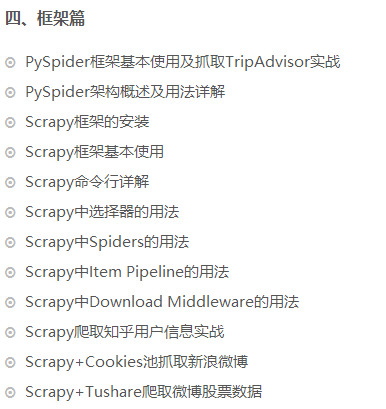 四、框架篇
PySpider框架基本使用及抓取TripAdvisor实战
PySpider架构概述及用法详解
Scrapy框架的安装
Scrapy框架基本使用
Scrapy命令行详解
Scrapy中选择器的用法
Scrapy中Spiders的用法
Scrapy中Item Pipeline的用法
Scrapy中Download Middleware的用法
Scrapy爬取知乎用户信息实战
Scrapy+Cookies池抓取新浪微博
Scrapy+Tushare爬取微博股票数据